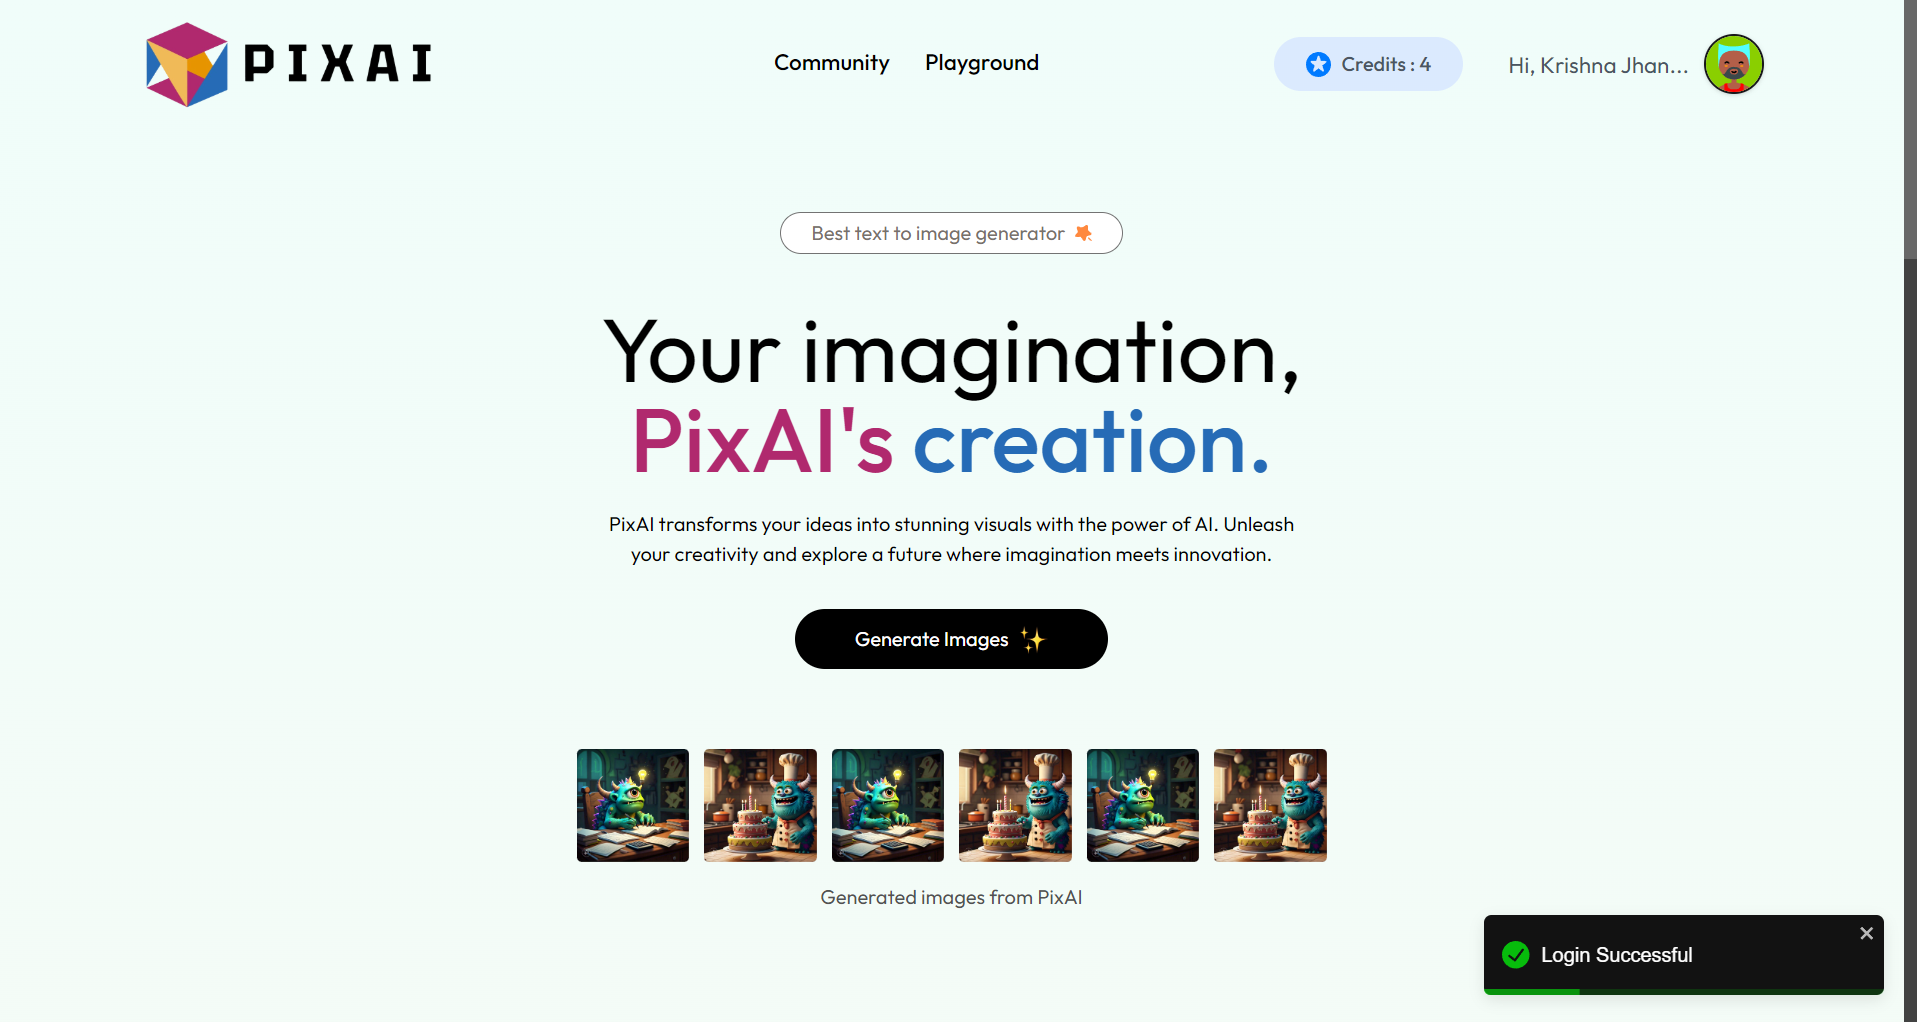 PIXAI
Community
Playground
Credits : 4
Hi, Krishna Jhan...
Best text to image generator
Your imagination,
PixAI's creation.
PixAI transforms your ideas into stunning visuals with the power of AI. Unleash
your creativity and explore a future where imagination meets innovation.
Generate Images ✨
Generated images from PixAI
Login Successful